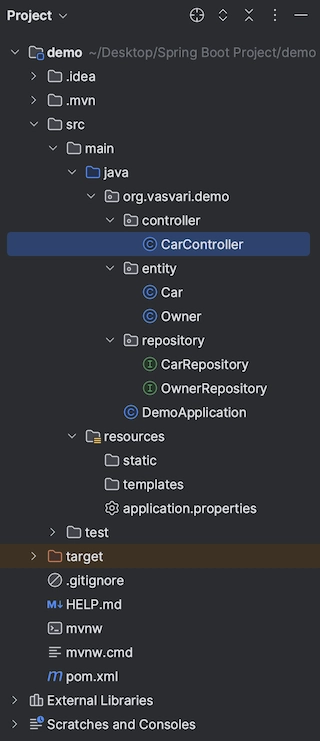 Project
demo ~/Desktop/Spring Boot Project/demo
.idea
.mvn
src
main
java
org.vasvari.demo
controller
CarController
entity
Car
Owner
repository
CarRepository
OwnerRepository
DemoApplication
resources
static
templates
application.properties
test
target
.gitignore
HELP.md
mvnw
mvnw.cmd
pom.xml
External Libraries
Scratches and Consoles